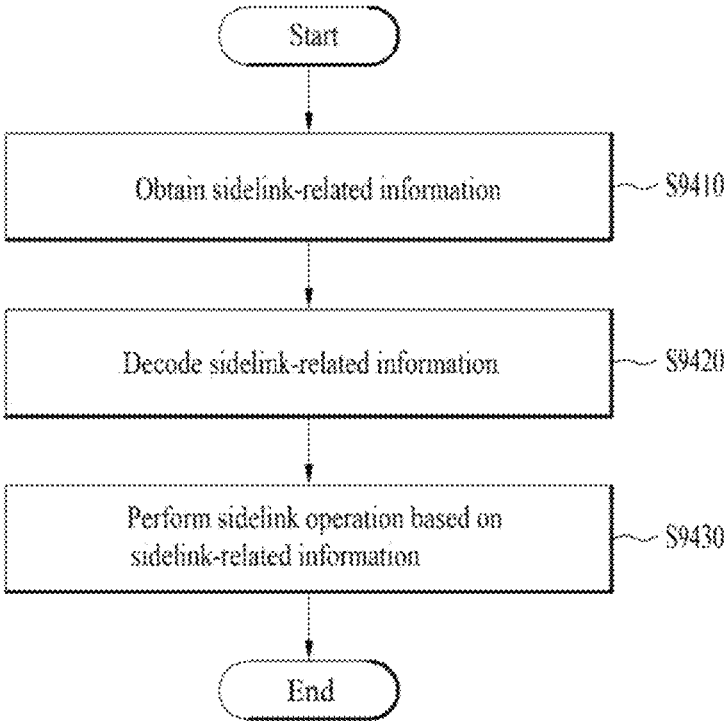 Start
Obtain sidelink-related information
S9410
Decode sidelink-related information
S9420
Perform sidelink operation based on
sidelink-related information
S9430
End